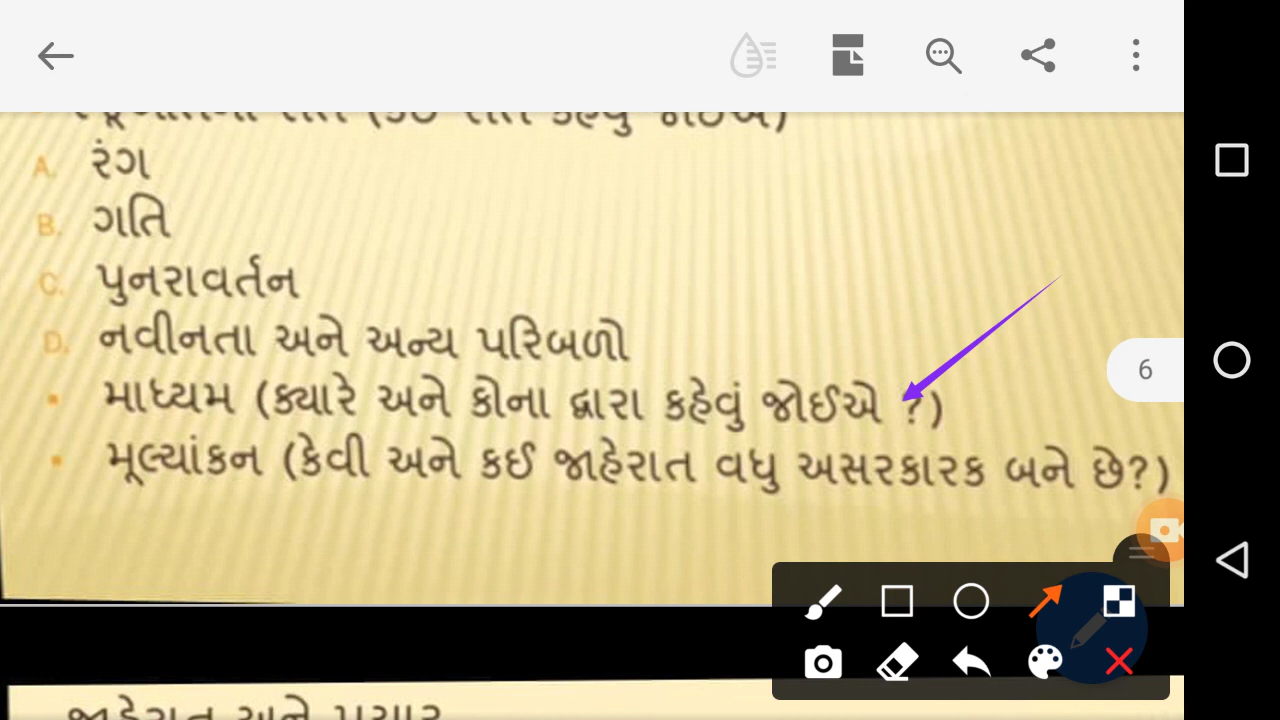 A. રંગ
B. ગતિ
C. પુનરાવર્તન
D. નવીનતા અને અન્ય પરિબળો
6
માધ્યમ (ક્યારે અને કોના દ્વારા કહેવું જોઈએ ?)
મૂલ્યાંકન (કેવી અને કઈ જાહેરાત વધુ અસરકારક બને છે?)